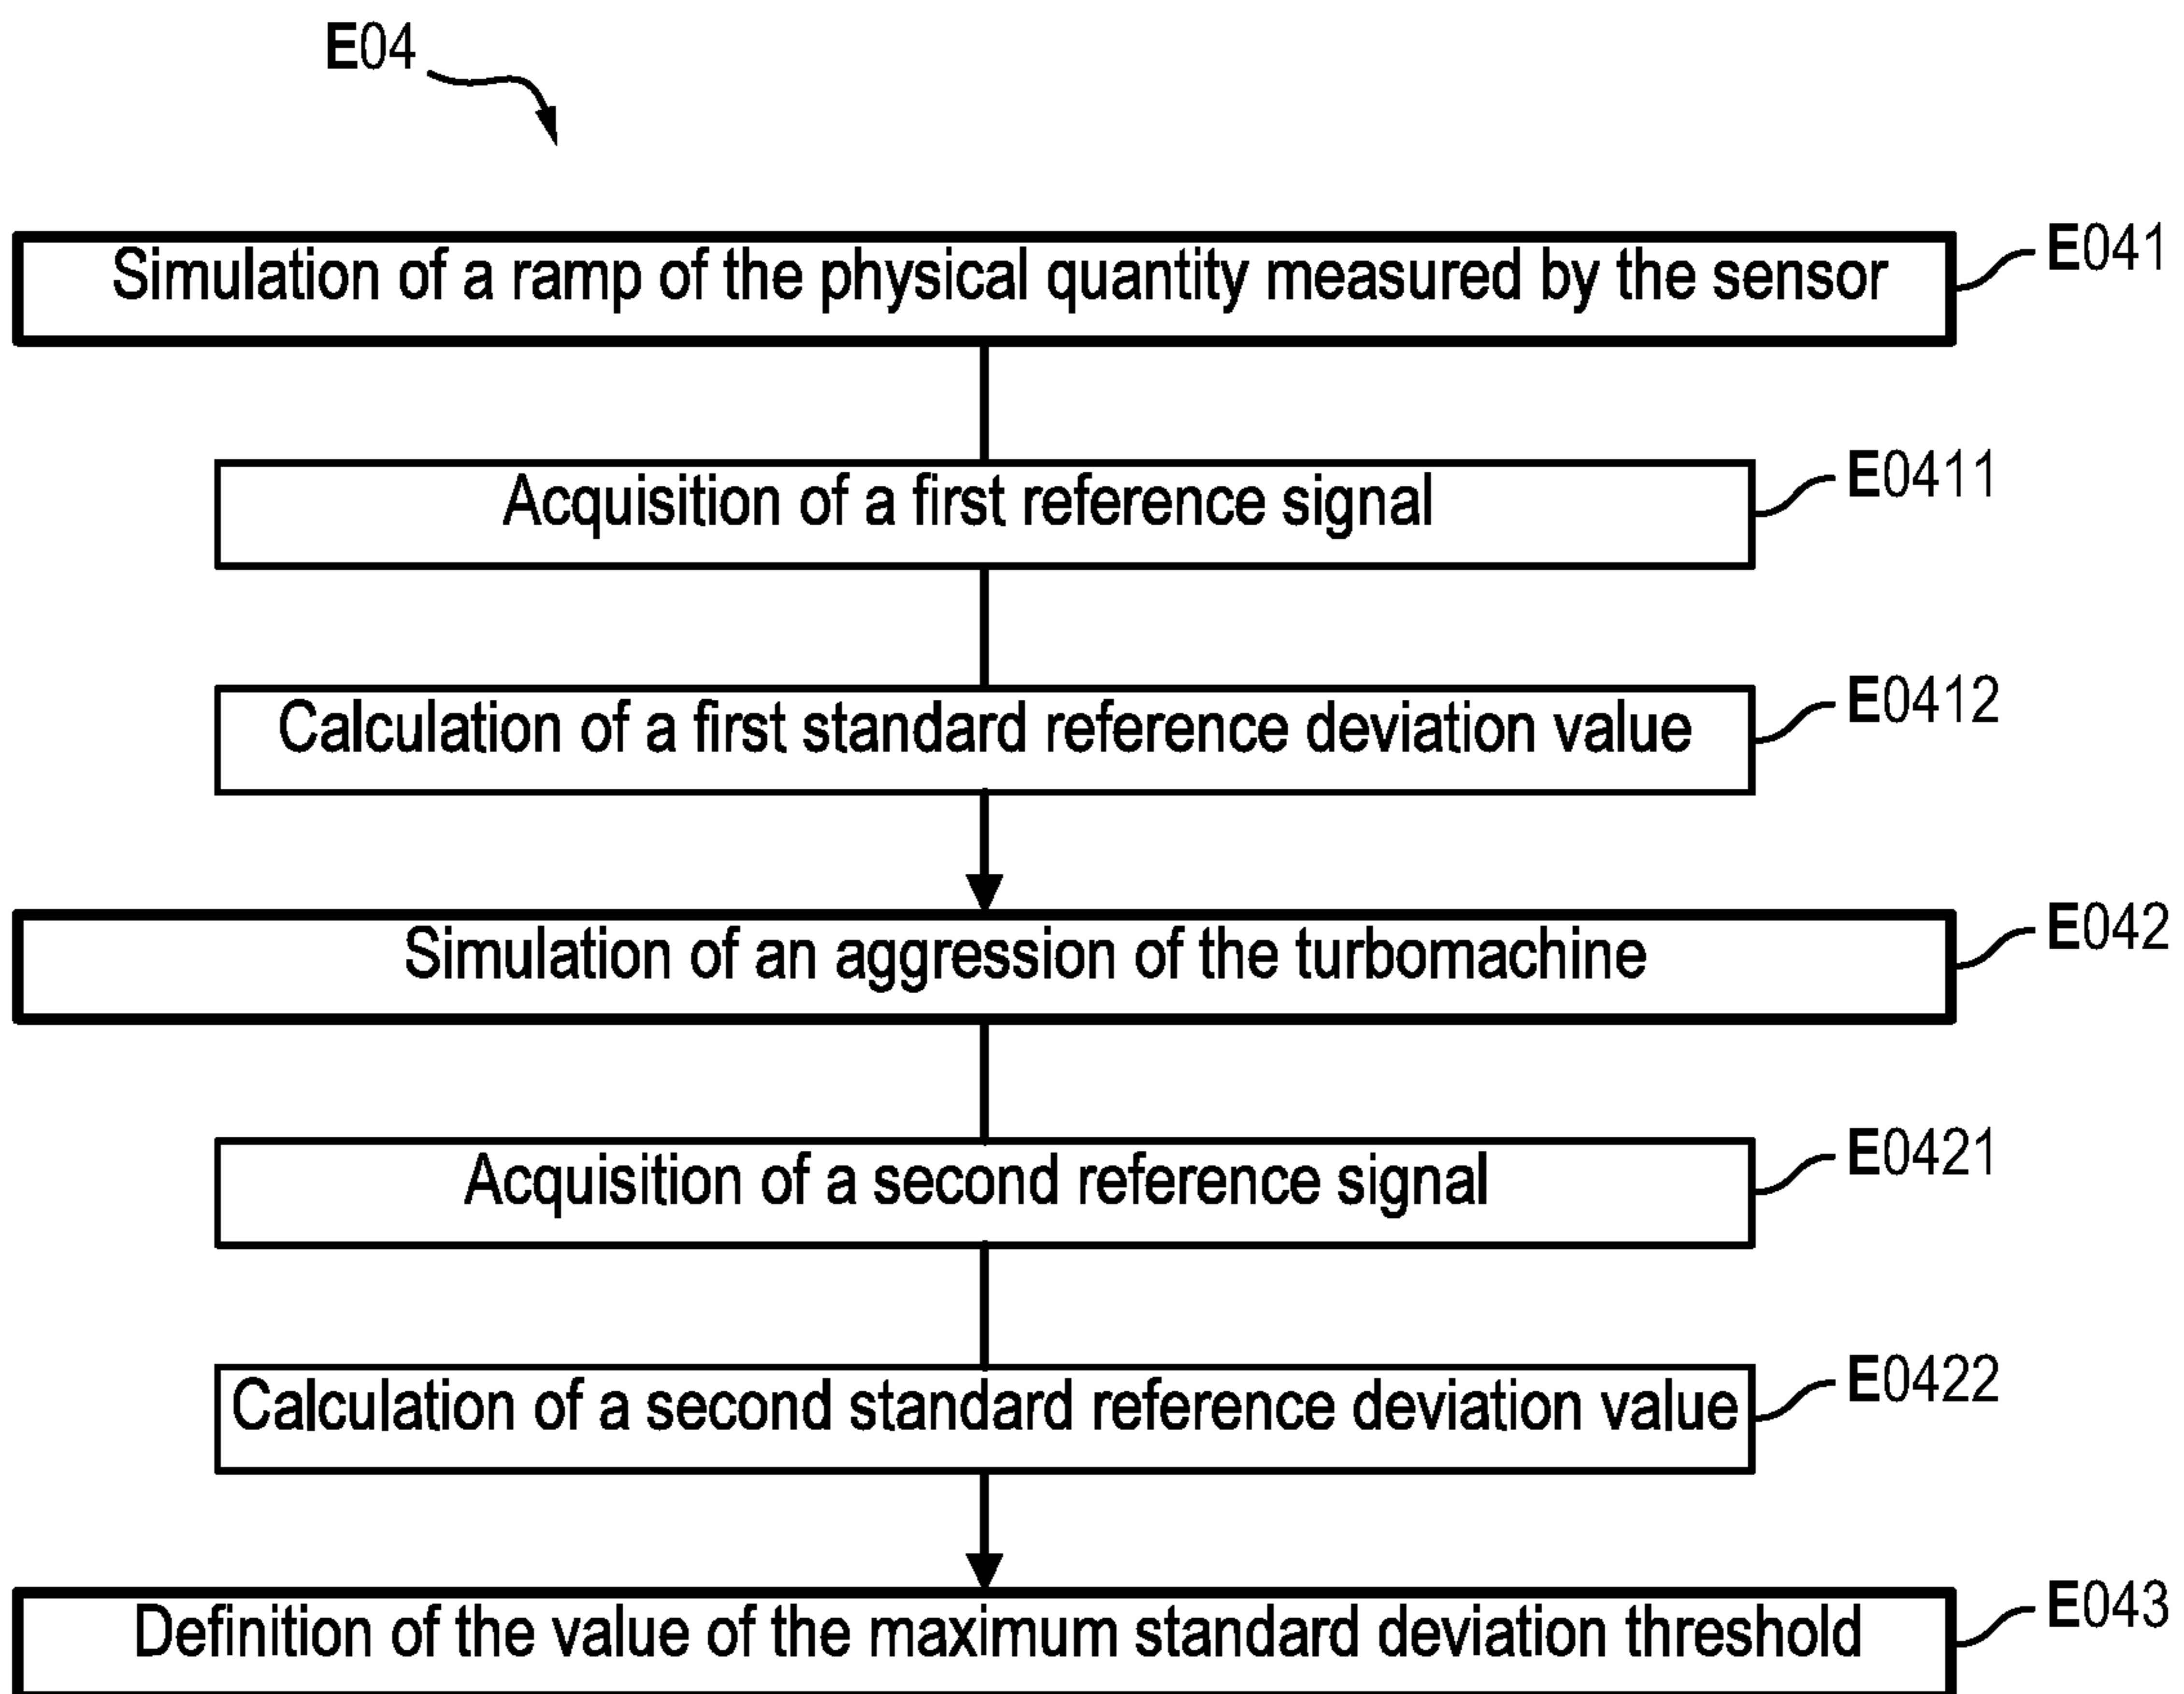 E04
Simulation of a ramp of the physical quantity measured by the sensor
E041
Acquisition of a first reference signal
E0411
Calculation of a first standard reference deviation value
E0412
Simulation of an aggression of the turbomachine
E042
Acquisition of a second reference signal
E0421
Calculation of a second standard reference deviation value
E0422
Definition of the value of the maximum standard deviation threshold
E043